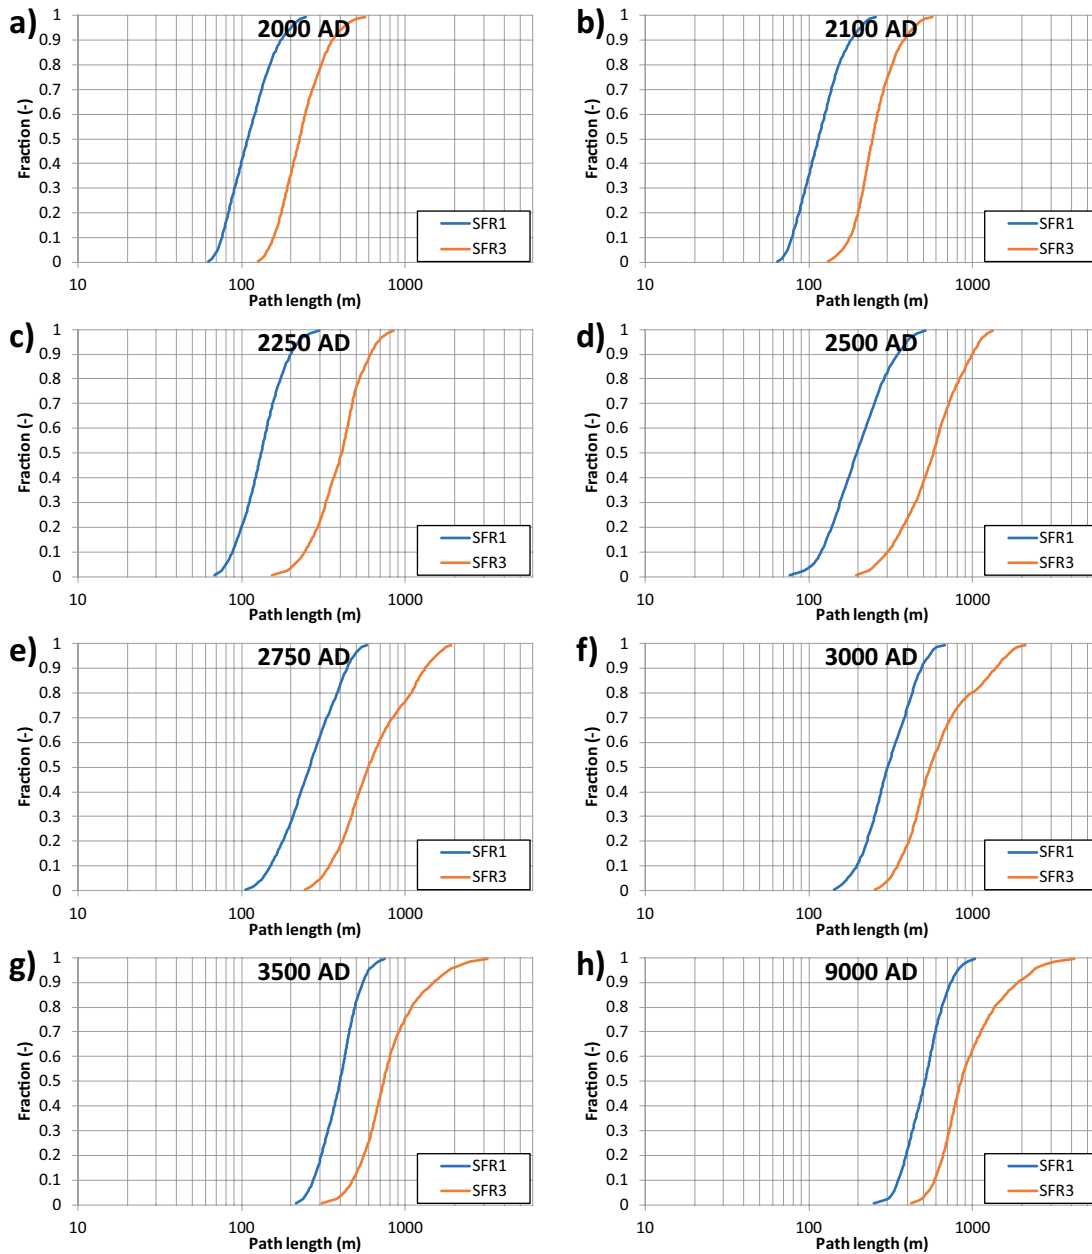 a)
2000 AD
1
0.9
0.8
0.7
0.6
0.5
0.4
0.3
0.2
0.1
0
Fraction (-)
SFR1
SFR3
10
100
1000
Path length (m)
b)
2100 AD
1
0.9
0.8
0.7
0.6
0.5
0.4
0.3
0.2
0.1
0
Fraction (-)
SFR1
SFR3
10
100
1000
Path length (m)
c)
2250 AD
1
0.9
0.8
0.7
0.6
0.5
0.4
0.3
0.2
0.1
0
Fraction (-)
SFR1
SFR3
10
100
1000
Path length (m)
d)
2500 AD
1
0.9
0.8
0.7
0.6
0.5
0.4
0.3
0.2
0.1
0
Fraction (-)
SFR1
SFR3
10
100
1000
Path length (m)
e)
2750 AD
1
0.9
0.8
0.7
0.6
0.5
0.4
0.3
0.2
0.1
0
Fraction (-)
SFR1
SFR3
10
100
1000
Path length (m)
f)
3000 AD
1
0.9
0.8
0.7
0.6
0.5
0.4
0.3
0.2
0.1
0
Fraction (-)
SFR1
SFR3
10
100
1000
Path length (m)
g)
3500 AD
1
0.9
0.8
0.7
0.6
0.5
0.4
0.3
0.2
0.1
0
Fraction (-)
SFR1
SFR3
10
100
1000
Path length (m)
h)
9000 AD
1
0.9
0.8
0.7
0.6
0.5
0.4
0.3
0.2
0.1
0
Fraction (-)
SFR1
SFR3
10
100
1000
Path length (m)